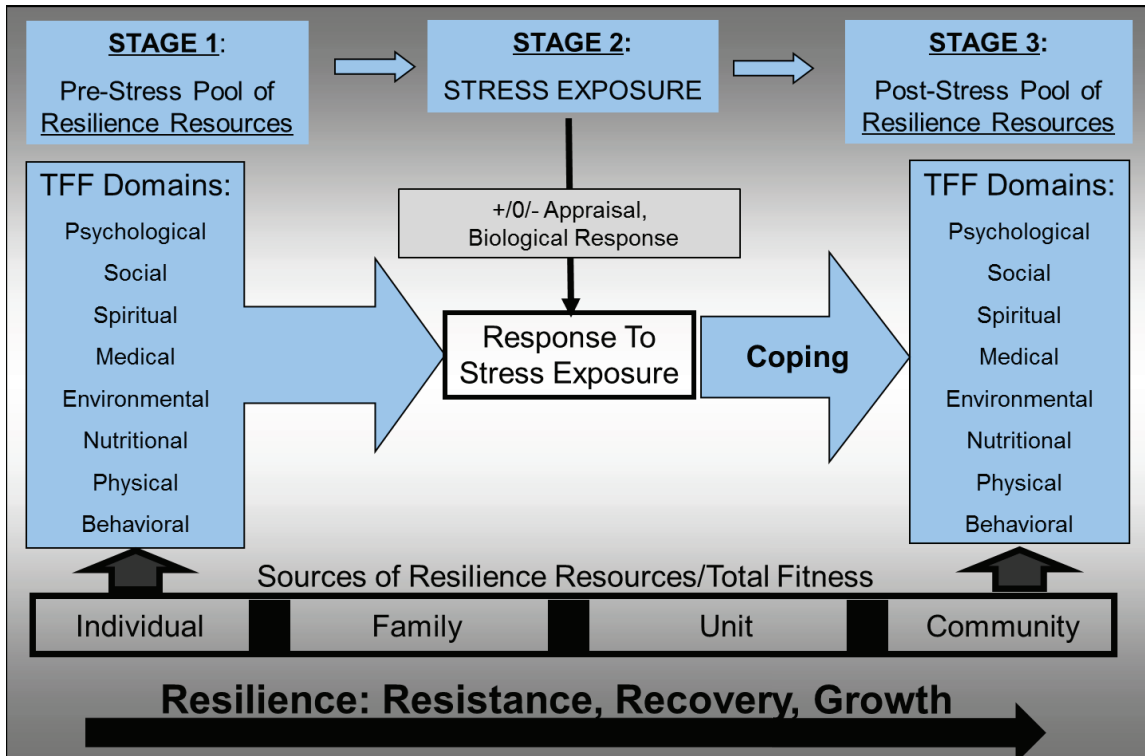 STAGE 1:
Pre-Stress Pool of
Resilience Resources
STAGE 2:
STRESS EXPOSURE
STAGE 3:
Post-Stress Pool of
Resilience Resources
TFF Domains:
Psychological
Social
Spiritual
Medical
Environmental
Nutritional
Physical
Behavioral
+/0/- Appraisal,
Biological Response
Response To
Stress Exposure
Coping
TFF Domains:
Psychological
Social
Spiritual
Medical
Environmental
Nutritional
Physical
Behavioral
Sources of Resilience Resources/Total Fitness
Individual
Family
Unit
Community
Resilience: Resistance, Recovery, Growth